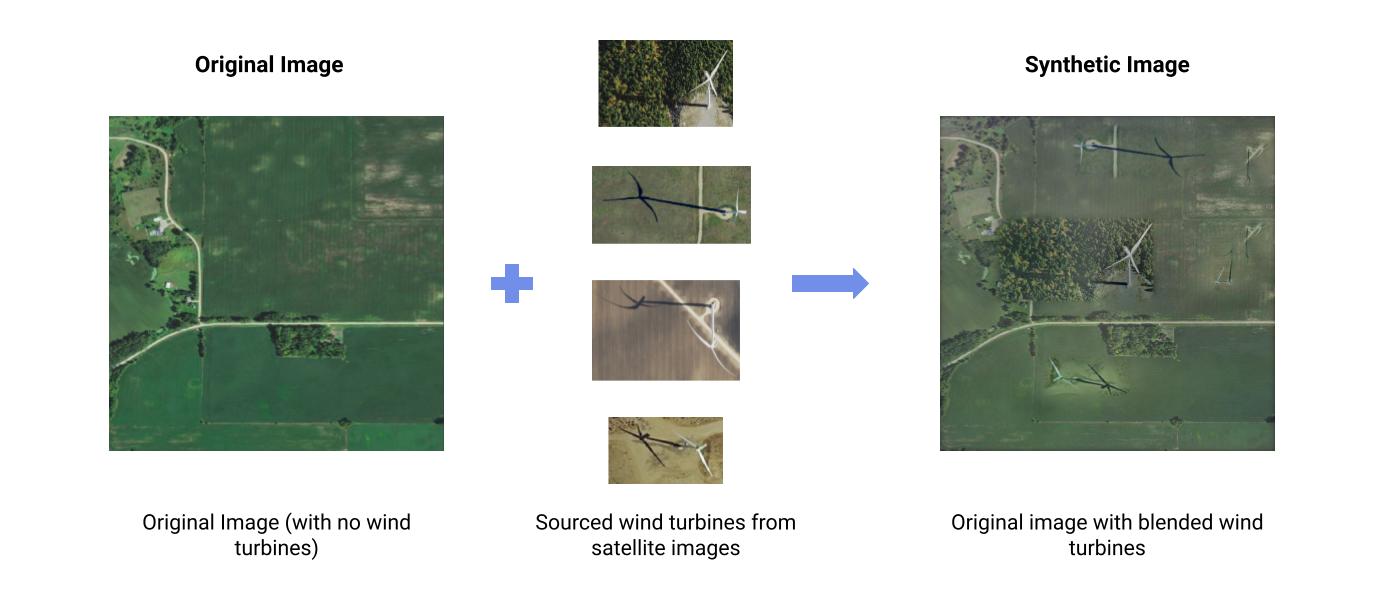 Original Image
Synthetic Image
Original Image (with no wind
turbines)
Sourced wind turbines from
satellite images
Original image with blended wind
turbines